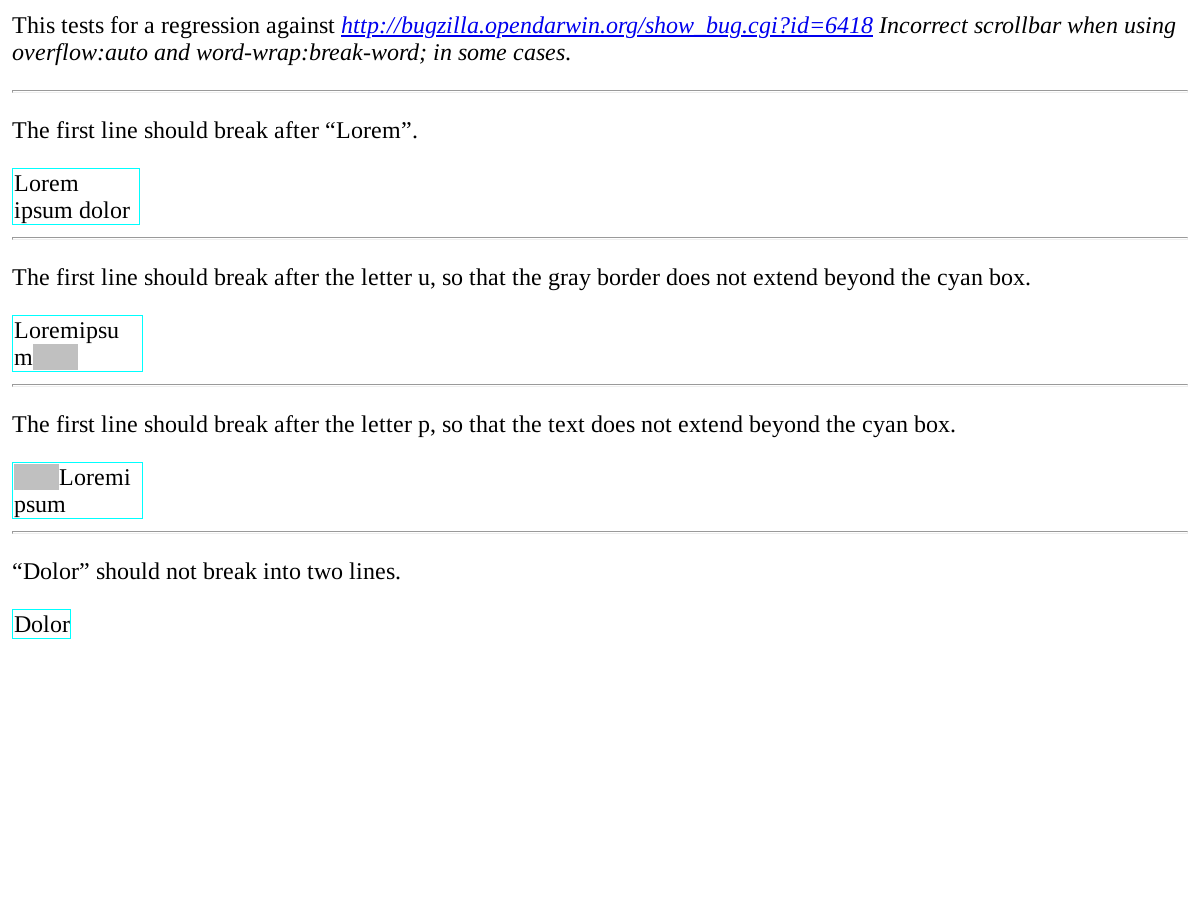 This tests for a regression against http://bugzilla.opendarwin.org/show_bug.cgi?id=6418 Incorrect scrollbar when using
overflow:auto and word-wrap:break-word; in some cases.
The first line should break after “Lorem”.
Lorem
ipsum dolor
The first line should break after the letter u, so that the gray border does not extend beyond the cyan box.
Loremipsu
m
The first line should break after the letter p, so that the text does not extend beyond the cyan box.
Loremi
psum
“Dolor” should not break into two lines.
Dolor